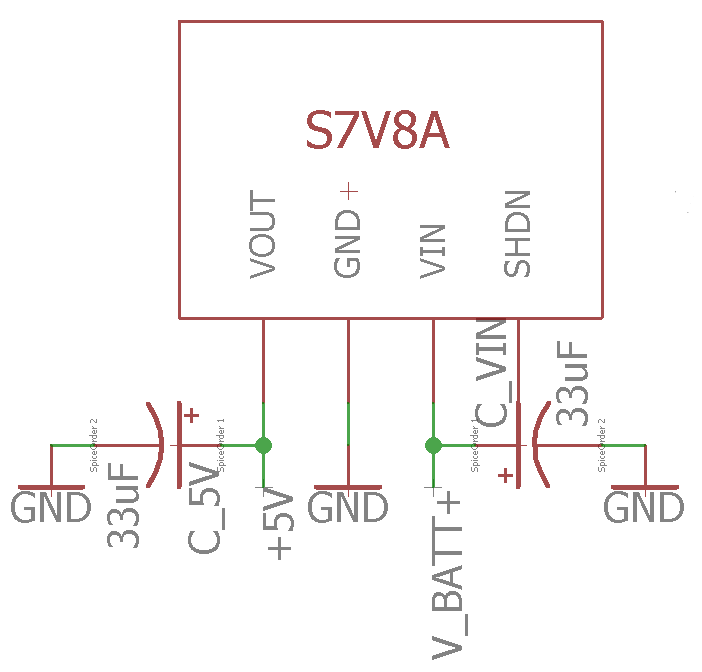 S7V8A
VOUT
GND
VIN
SHDN
C_VIN
33uF
SpiceOrder 2
+
SpiceOrder 1
SpiceOrder 1
+
SpiceOrder 2
GND
33uF
C_5V
+5V
GND
V_BATT+
GND